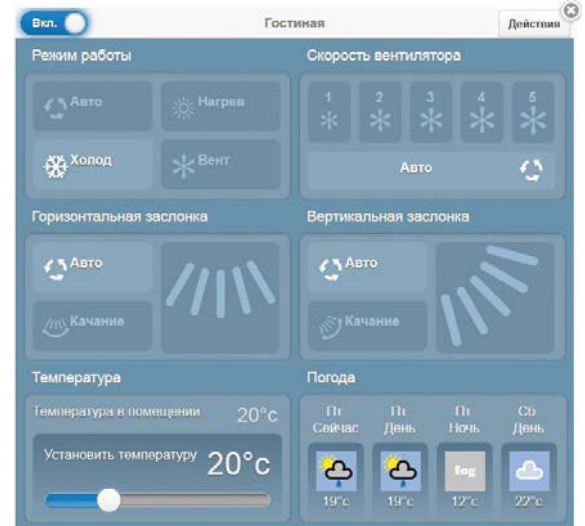 Вкл.
Гостиная
Действия
Режим работы
Авто
Нагрев
Холод
Вент
Скорость вентилятора
1 2 3 4 5
Авто
Горизонтальная заслонка
Авто
Качание
Вертикальная заслонка
Авто
Качание
Температура
Температура в помещении 20°c
Установить температуру 20°c
Погода
Пт Пт Пт Сб
Сейчас День Ночь День
fog
19°c 19°c 12°c 22°c